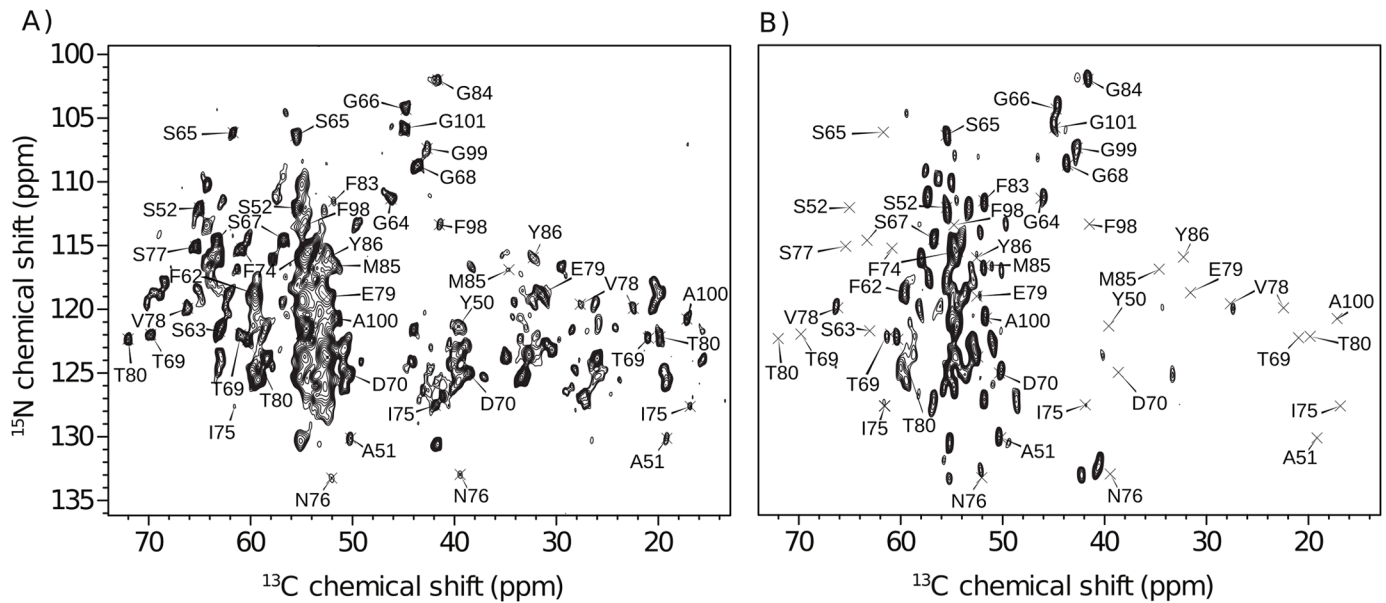 A)
B)
100
105
110
115
120
125
130
135
15N chemical shift (ppm)
G84
G66
S65
S65
G101
G99
G68
F83
S52
S52
G64
F98
F98
S67
Y86
Y86
S77
F74
M85
M85
F62
E79
E79
V78
V78
Y50
A100
A100
S63
T69
T80
T80
T69
T80
D70
D70
T69
I75
I75
A51
A51
N76
N76
70
60
50
40
30
20
13C chemical shift (ppm)
G84
G66
S65
S65
G101
G99
G68
F83
S52
S52
G64
F98
F98
S67
Y86
Y86
S77
F74
M85
M85
E79
F62
Y50
V78
E79
A100
V78
S63
A100
T69
T80
T80
T69
T69
D70
D70
T80
I75
I75
I75
A51
A51
N76
N76
70
60
50
40
30
20
13C chemical shift (ppm)